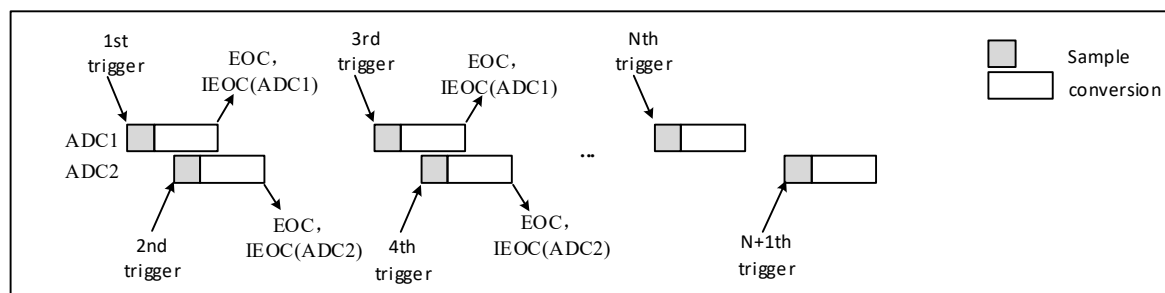 1st
trigger
EOC，
IEOC(ADC1)
3rd
trigger
EOC，
IEOC(ADC1)
Nth
trigger
Sample
conversion
ADC1
ADC2
...
2nd
trigger
EOC，
IEOC(ADC2)
4th
trigger
EOC，
IEOC(ADC2)
N+1th
trigger